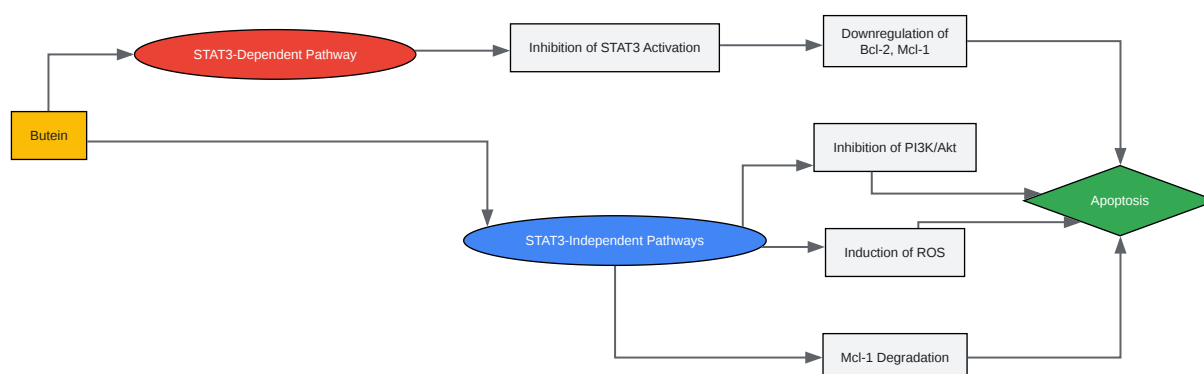 STAT3-Dependent Pathway
Inhibition of STAT3 Activation
Downregulation of
Bcl-2, Mcl-1
Butein
Inhibition of PI3K/Akt
Apoptosis
STAT3-Independent Pathways
Induction of ROS
Mcl-1 Degradation